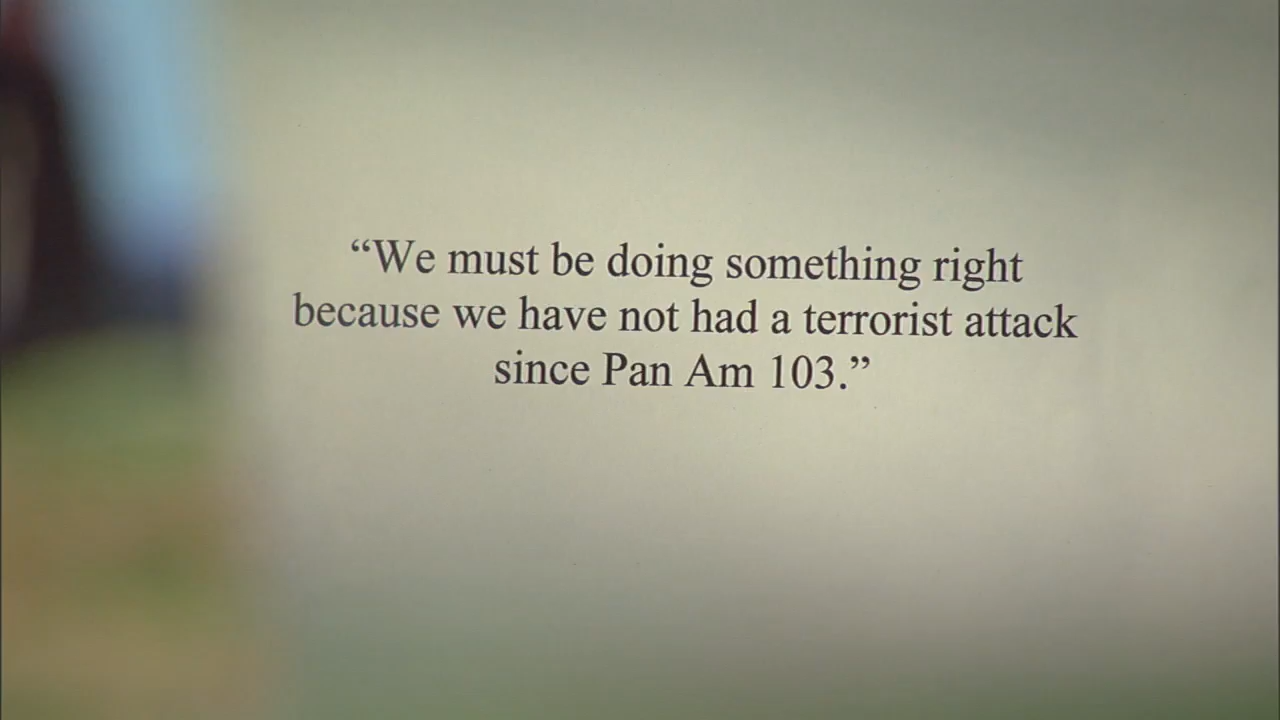 “We must be doing something right
because we have not had a terrorist attack
since Pan Am 103.”